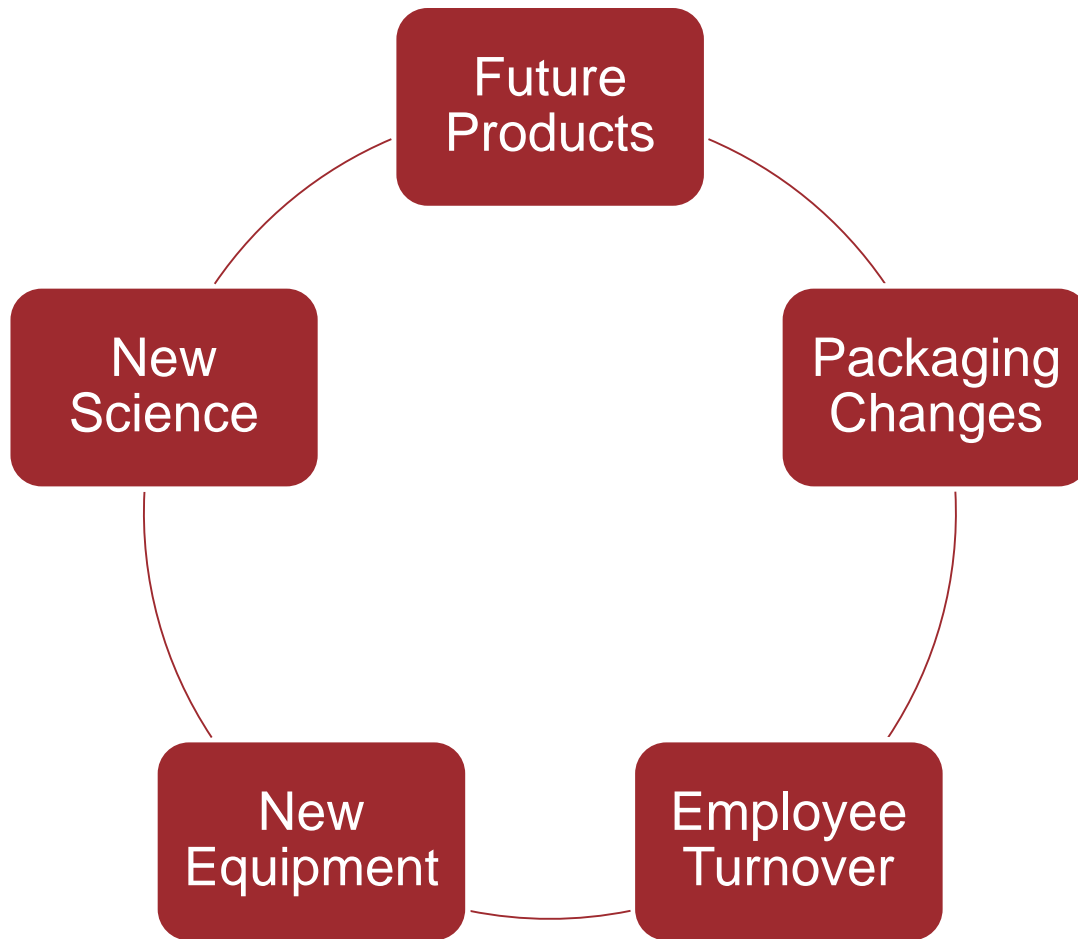 Future
Products
Packaging
Changes
Employee
Turnover
New
Equipment
New
Science